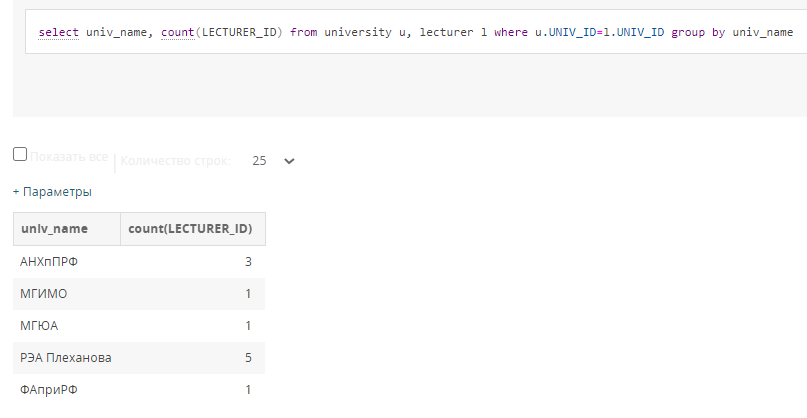 select univ_name, count(LECTURER_ID) from university u, lecturer l where u.UNIV_ID=l.UNIV_ID group by univ_name
Показать все | Количество строк: 25
+ Параметры
univ_name count(LECTURER_ID)
АНХпПРФ 3
МГИМО 1
МГЮА 1
РЭА Плеханова 5
ФАприРФ 1